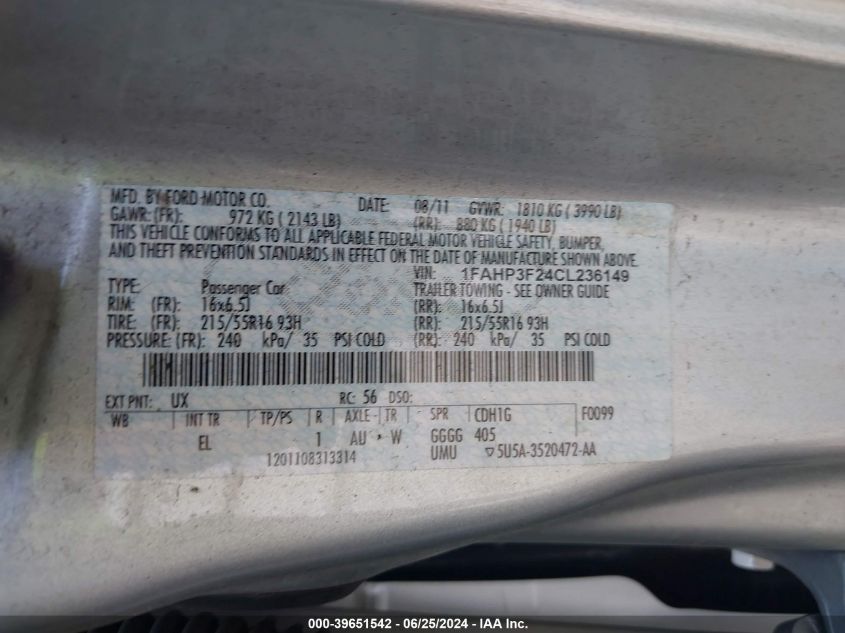 MFD. BY FORD MOTOR CO. DATE: 08/11 GVWR: 1810 KG ( 3990 LB)
GAWR: (FR): 972 KG ( 2143 LB) (RR): 880 KG ( 1940 LB)
THIS VEHICLE CONFORMS TO ALL APPLICABLE FEDERAL MOTOR VEHICLE SAFETY, BUMPER,
AND THEFT PREVENTION STANDARDS IN EFFECT ON THE DATE OF MANUFACTURE SHOWN ABOVE.
VIN: 1FAHP3F24CL236149
TYPE: Passenger Car TRAILER TOWING - SEE OWNER GUIDE
RIM: (FR): 16x6.5J (RR): 16x6.5J
TIRE: (FR): 215/55R16 93H (RR): 215/55R16 93H
PRESSURE: (FR): 240 kPa/ 35 PSI COLD (RR): 240 kPa/ 35 PSI COLD
EXT PNT: UX RC: 56 DSO:
WB INT TR TP/PS R AXLE TR SPR CDH1G F0099
EL 1 AU W GGGG 405
1201108313314 UMU ▽5U5A-3520472-AA
000-39651542 - 06/25/2024 - IAA Inc.